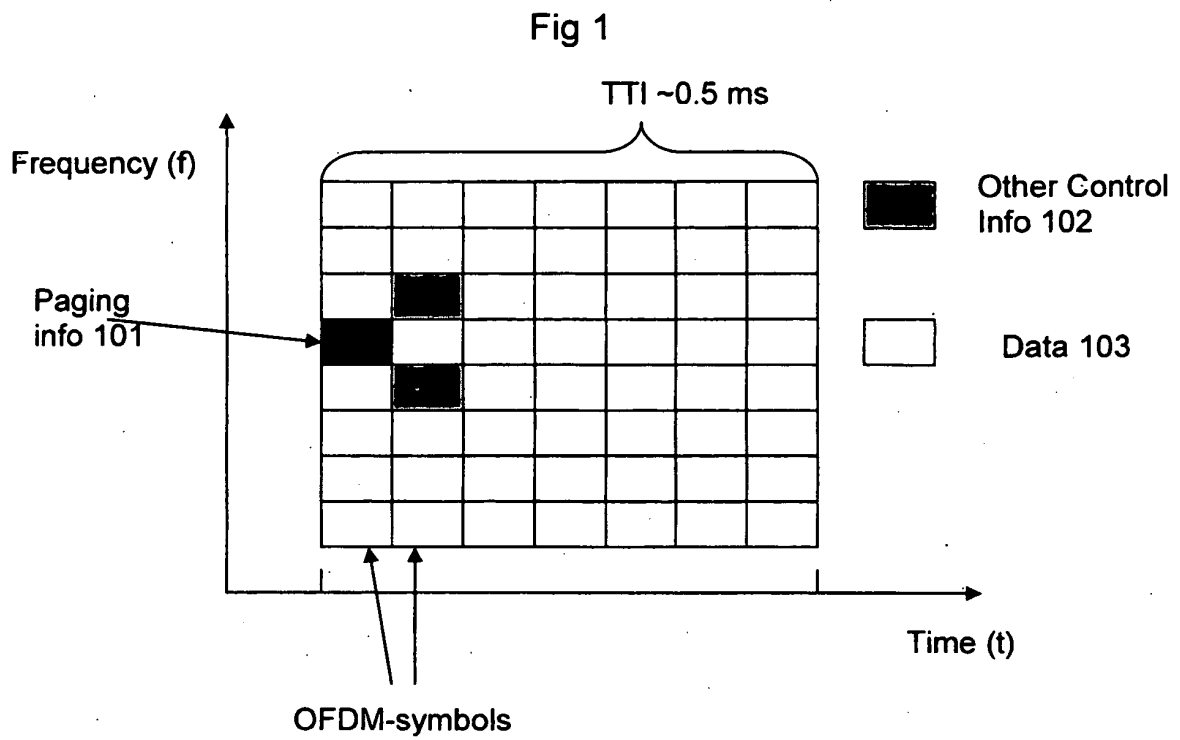 Fig 1
TTI ~0.5 ms
Frequency (f)
Other Control
Info 102
Paging
info 101
Data 103
Time (t)
OFDM-symbols